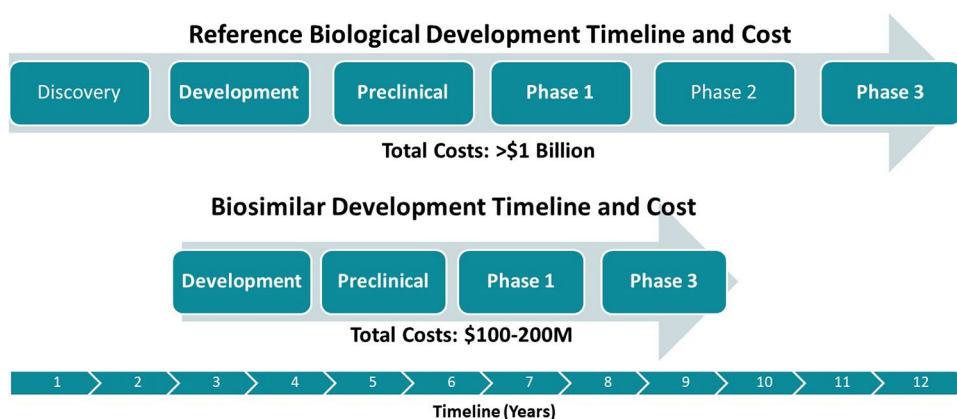 Reference Biological Development Timeline and Cost
Discovery Development Preclinical Phase 1 Phase 2 Phase 3
Total Costs: >$1 Billion
Biosimilar Development Timeline and Cost
Development Preclinical Phase 1 Phase 3
Total Costs: $100-200M
1 2 3 4 5 6 7 8 9 10 11 12
Timeline (Years)